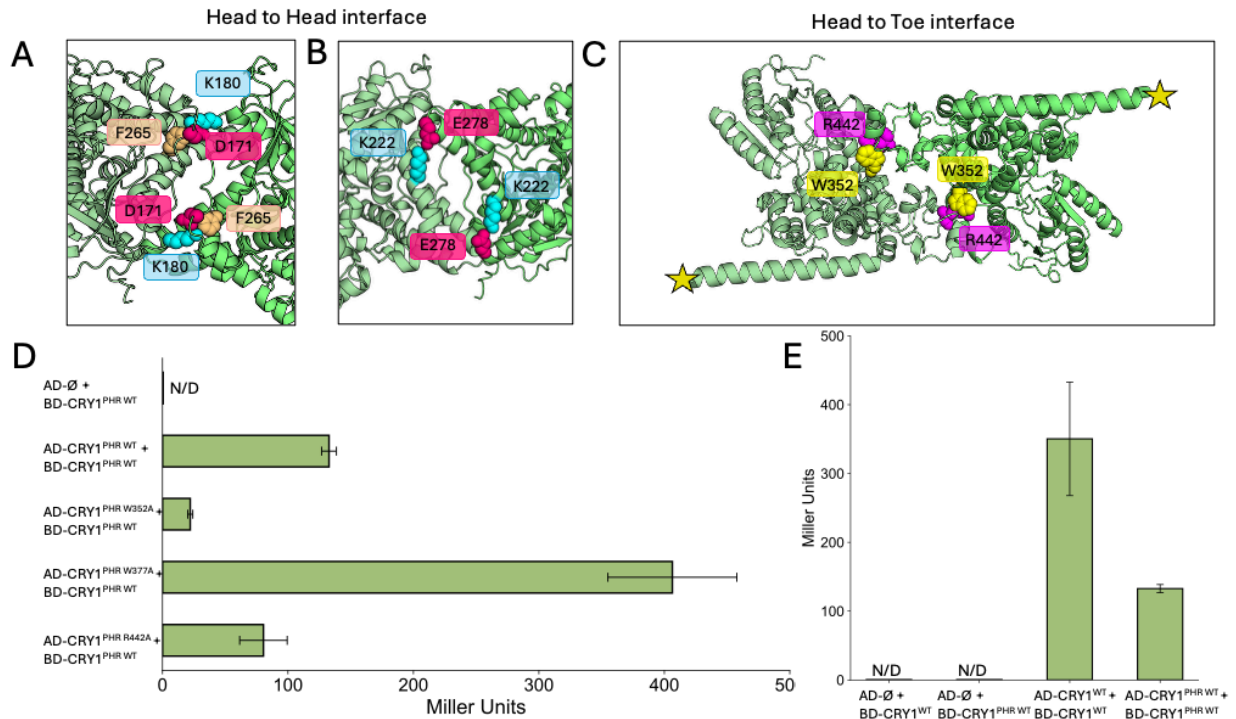 Head to Head interface
Head to Toe interface
A
K180
F265
D171
D171
F265
K180
B
E278
K222
K222
E278
C
R442
W352
W352
R442
D
AD-Ø +
BD-CRY1PHR WT
N/D
AD-CRY1PHR WT +
BD-CRY1PHR WT
AD-CRY1PHR W352A +
BD-CRY1PHR WT
AD-CRY1PHR W377A +
BD-CRY1PHR WT
AD-CRY1PHR R442A +
BD-CRY1PHR WT
0
100
200
300
400
50
Miller Units
E
500
400
300
200
100
0
Miller Units
N/D
N/D
AD-Ø +
BD-CRY1WT
AD-Ø +
BD-CRY1PHR WT
AD-CRY1WT +
BD-CRY1WT
AD-CRY1PHR WT +
BD-CRY1PHR WT